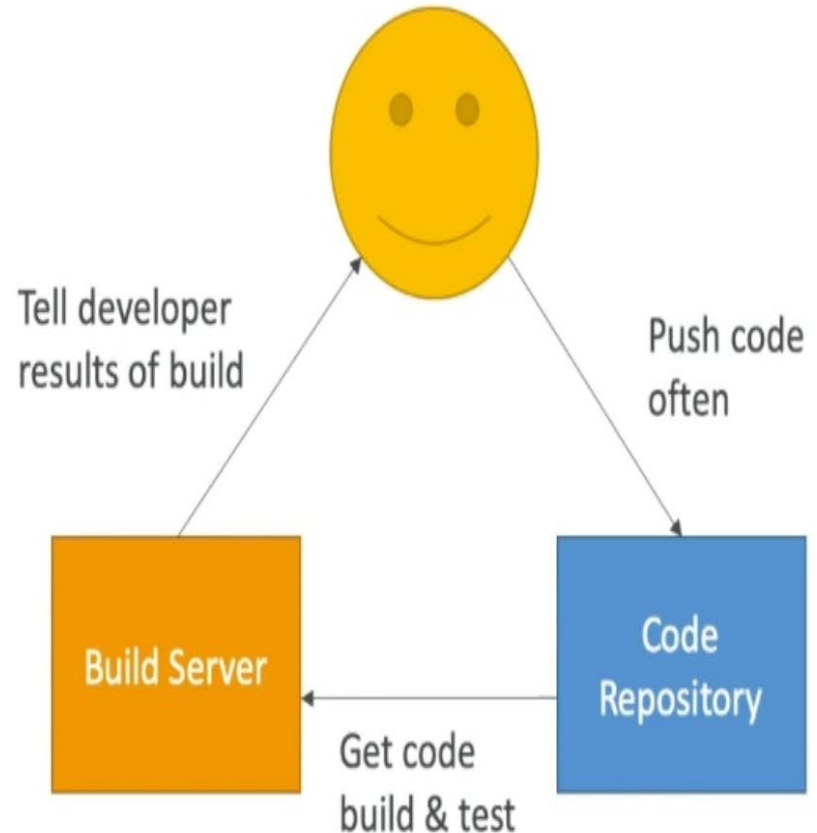 Tell developer
results of build
Push code
often
Build Server
Code
Repository
Get code
build & test